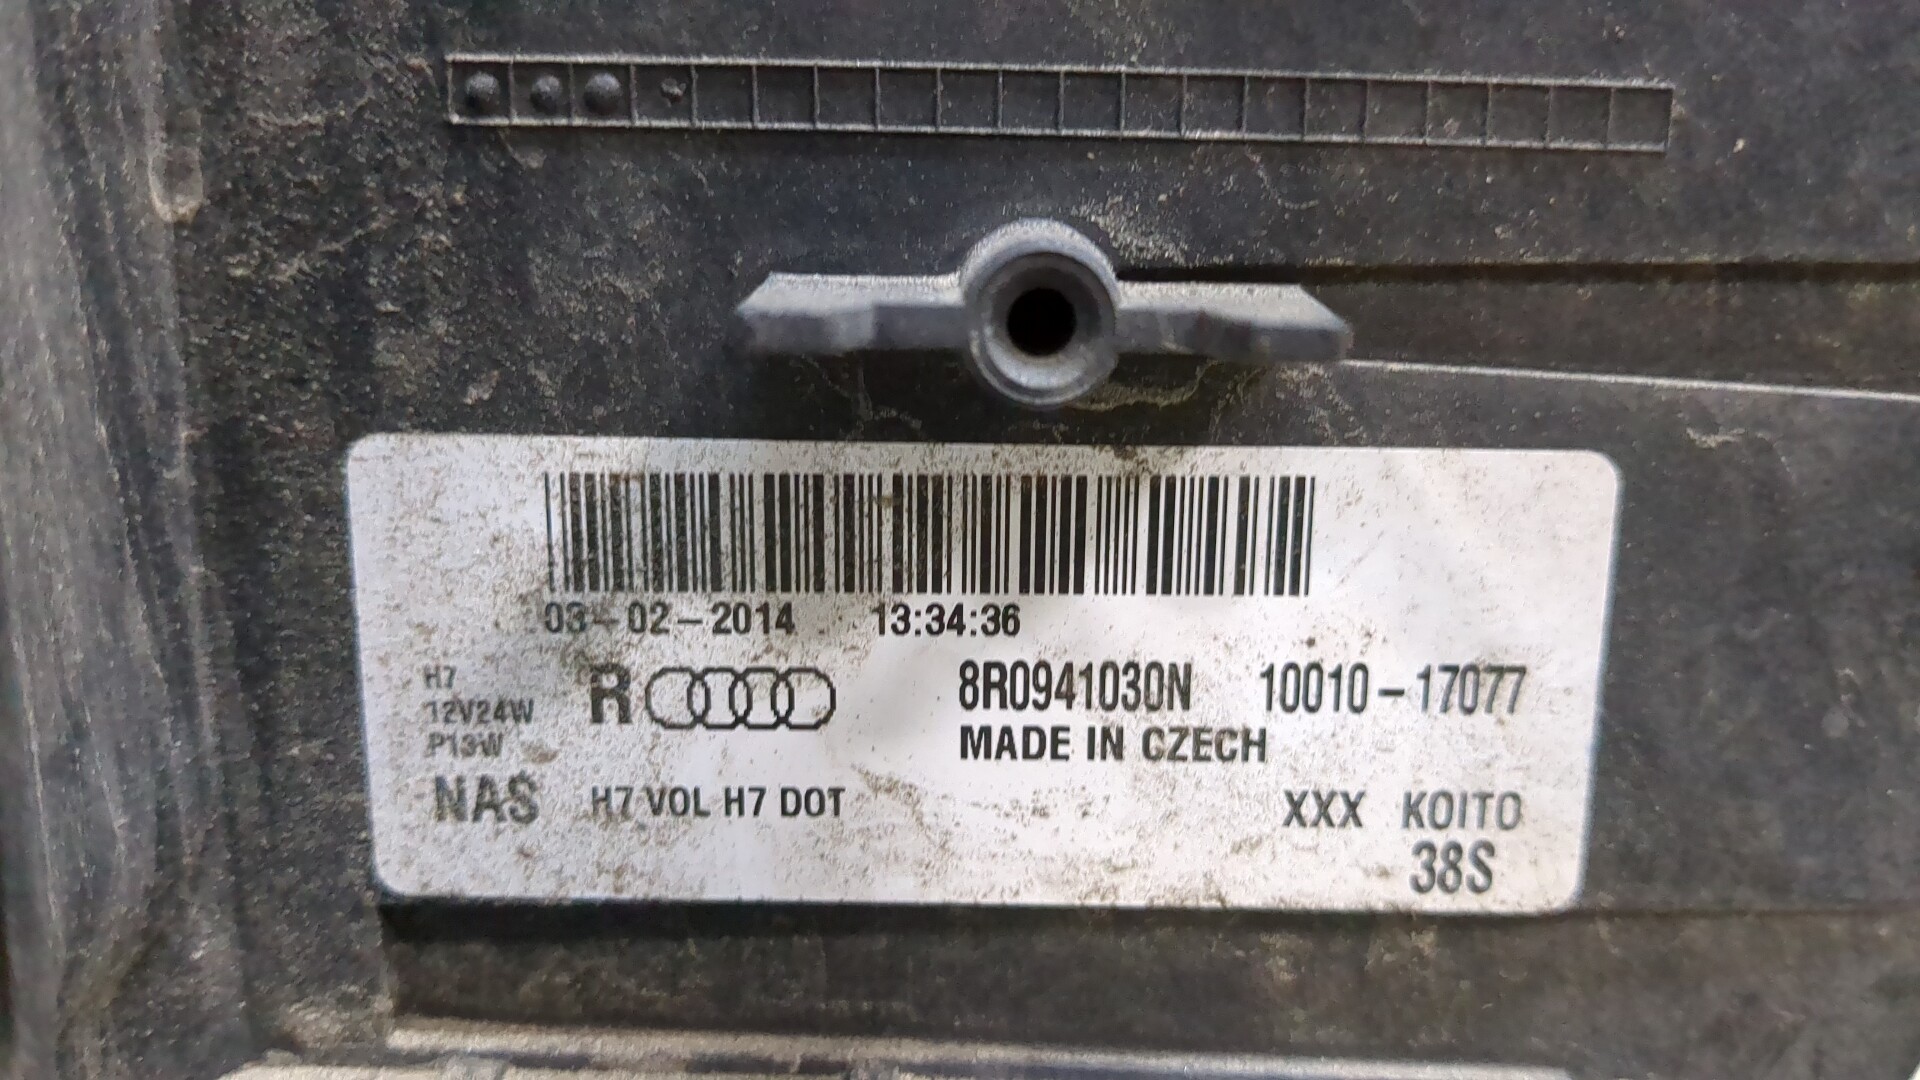 03-02-2014 13:34:36
H7
12V24W
P13W
R
8R0941030N 10010-17077
MADE IN CZECH
NAS H7 VOL H7 DOT
XXX KOITO
38S